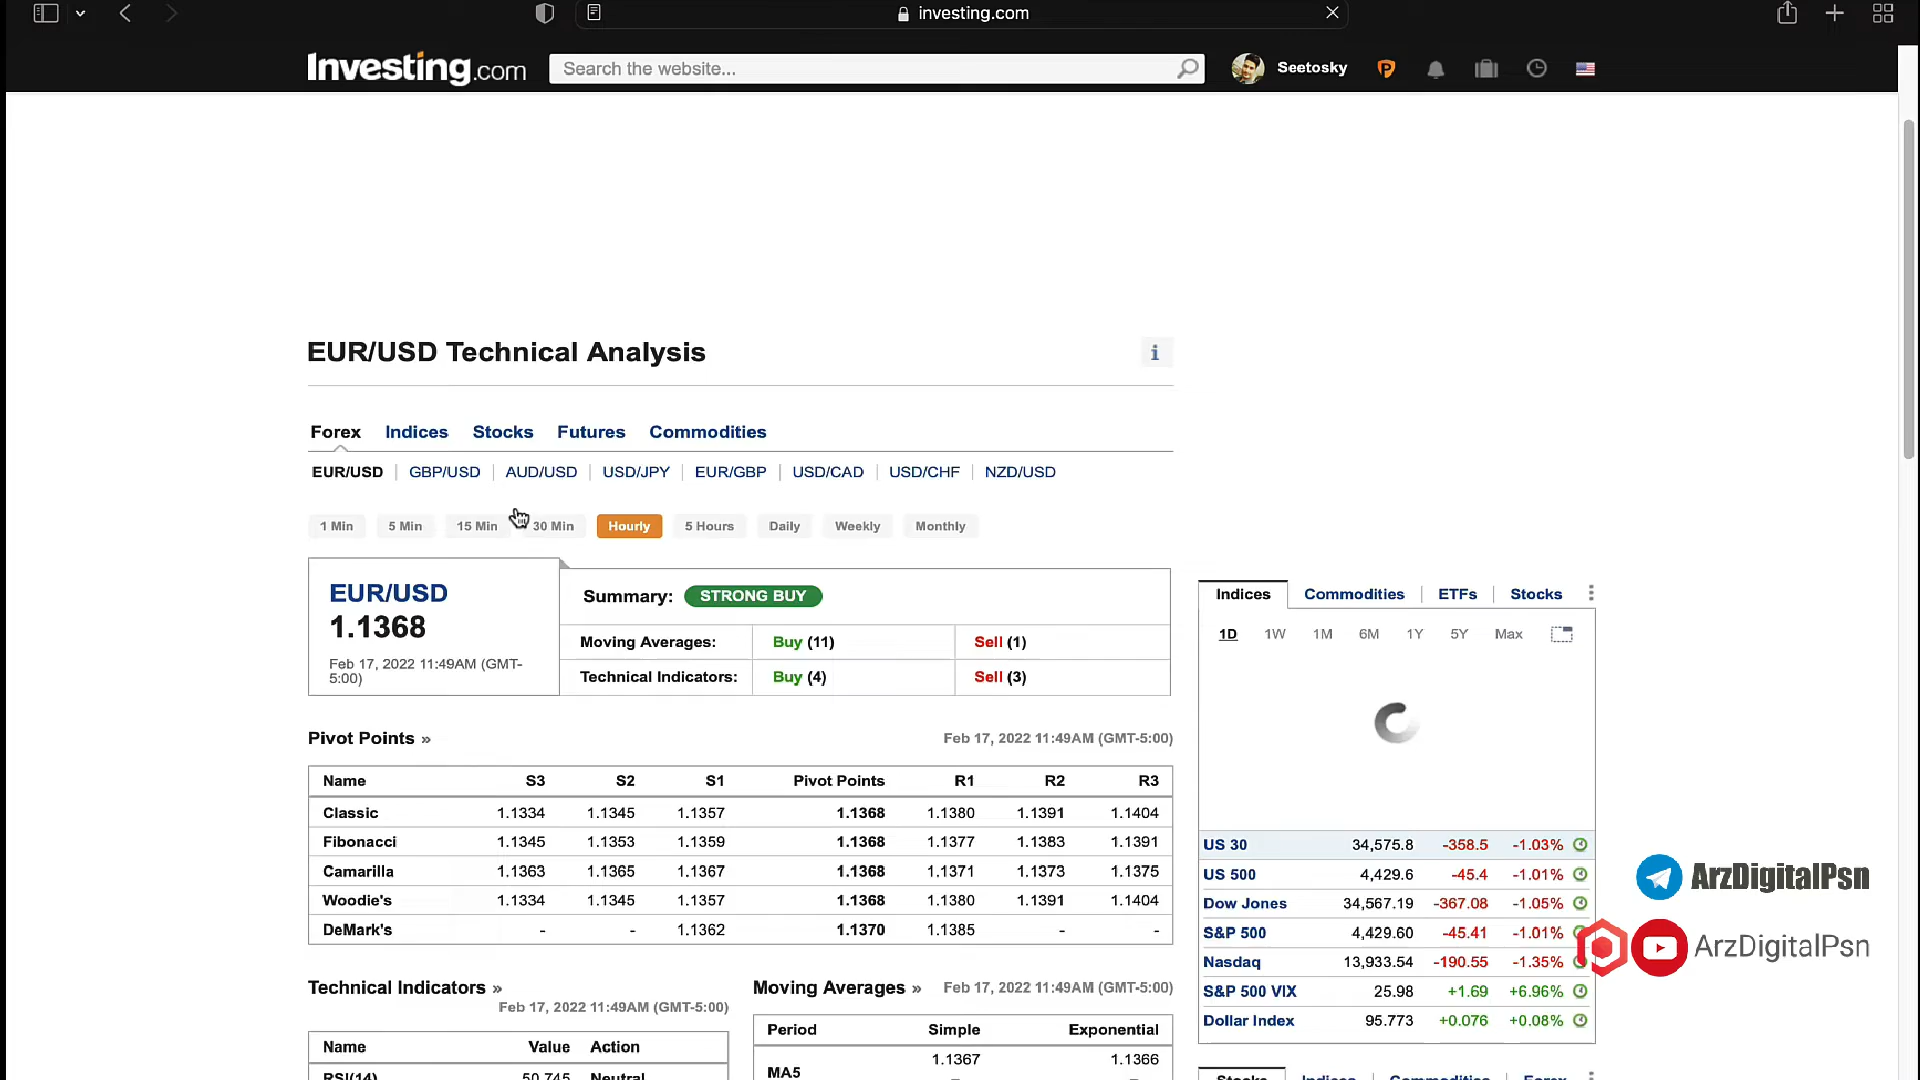 investing.com
Investing.com
Search the website...
Seetosky
EUR/USD Technical Analysis
Forex Indices Stocks Futures Commodities
EUR/USD GBP/USD AUD/USD USD/JPY EUR/GBP USD/CAD USD/CHF NZD/USD
1 Min 5 Min 15 Min 30 Min Hourly 5 Hours Daily Weekly Monthly
EUR/USD
1.1368
Feb 17, 2022 11:49AM (GMT-
5:00)
Summary: STRONG BUY
Moving Averages: Buy (11) Sell (1)
Technical Indicators: Buy (4) Sell (3)
Pivot Points »
Feb 17, 2022 11:49AM (GMT-5:00)
Name S3 S2 S1 Pivot Points R1 R2 R3
Classic 1.1334 1.1345 1.1357 1.1368 1.1380 1.1391 1.1404
Fibonacci 1.1345 1.1353 1.1359 1.1368 1.1377 1.1383 1.1391
Camarilla 1.1363 1.1365 1.1367 1.1368 1.1371 1.1373 1.1375
Woodie's 1.1334 1.1345 1.1357 1.1368 1.1380 1.1391 1.1404
DeMark's - - 1.1362 1.1370 1.1385 - -
Technical Indicators »
Feb 17, 2022 11:49AM (GMT-5:00)
Name Value Action
RSI(14) 50.745 Neutral
Moving Averages » Feb 17, 2022 11:49AM (GMT-5:00)
Period Simple Exponential
1.1367 1.1366
MA5
Indices Commodities ETFs Stocks
1D 1W 1M 6M 1Y 5Y Max
US 30 34,575.8 -358.5 -1.03%
US 500 4,429.6 -45.4 -1.01%
Dow Jones 34,567.19 -367.08 -1.05%
S&P 500 4,429.60 -45.41 -1.01%
Nasdaq 13,933.54 -190.55 -1.35%
S&P 500 VIX 25.98 +1.69 +6.96%
Dollar Index 95.773 +0.076 +0.08%
Stocks Indices Commodities Forex
ArzDigitalPsn
ArzDigitalPsn